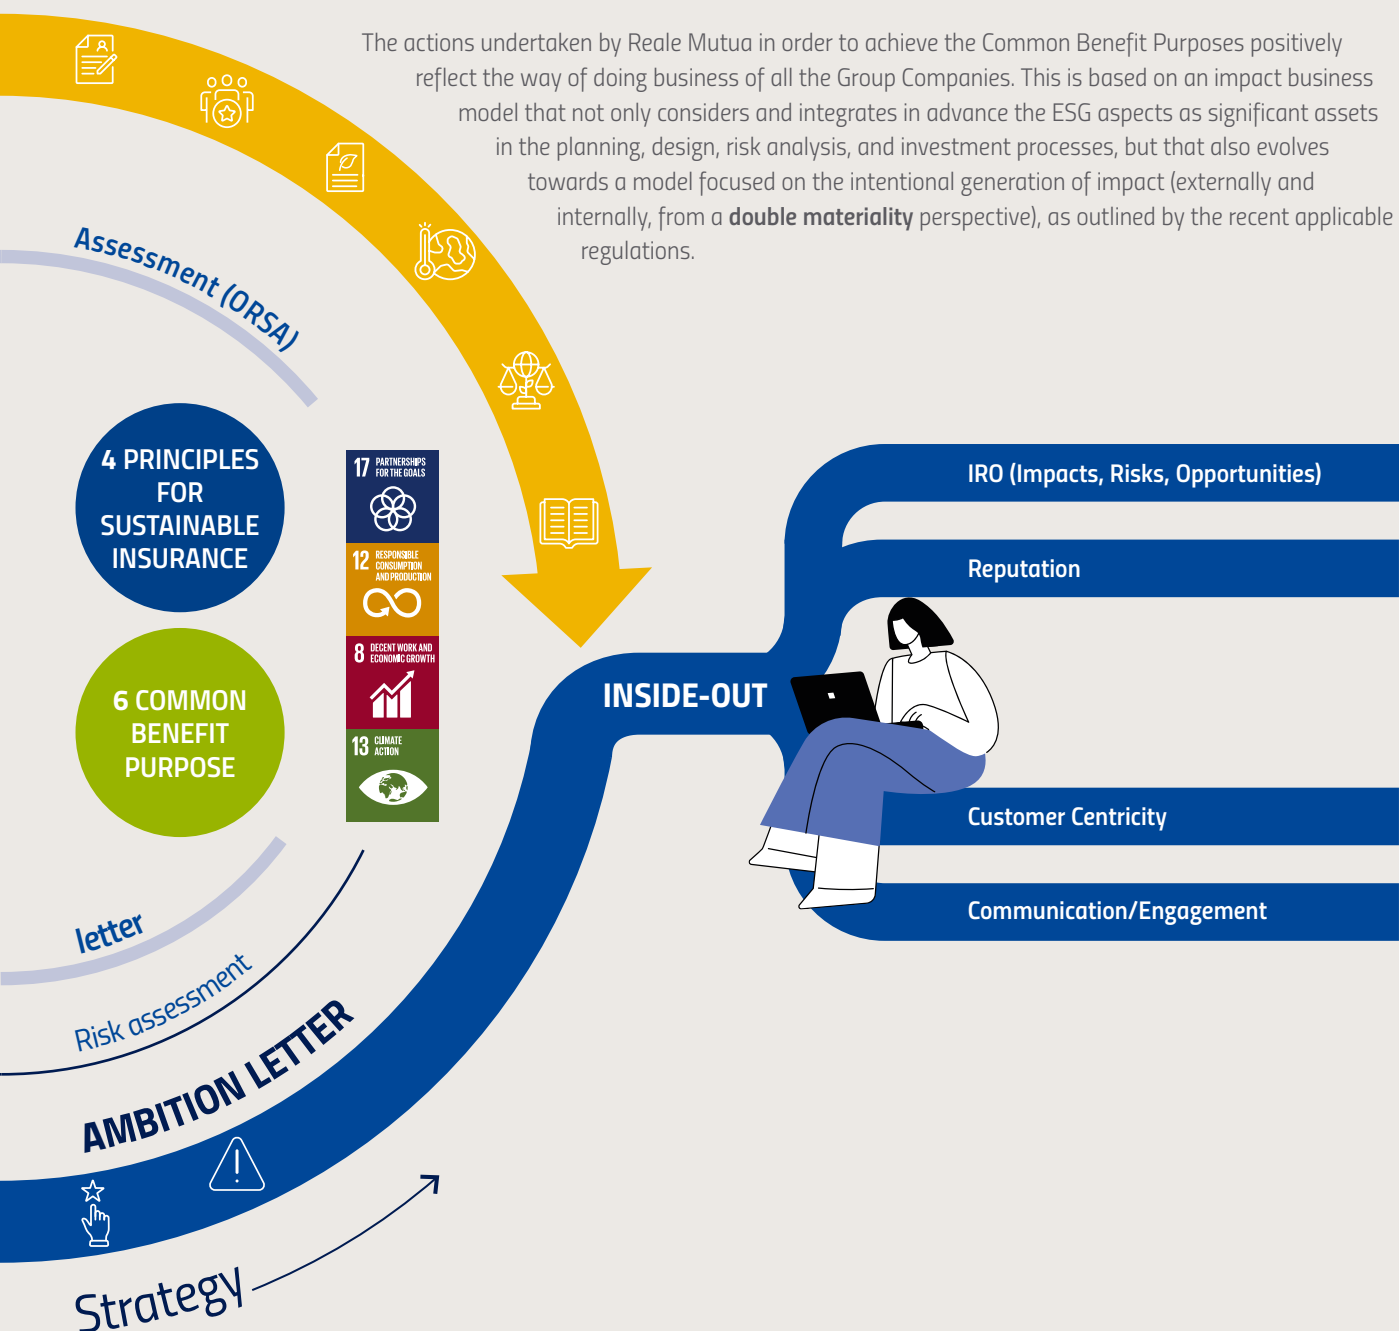 The actions undertaken by Reale Mutua in order to achieve the Common Benefit Purposes positively
reflect the way of doing business of all the Group Companies. This is based on an impact business
model that not only considers and integrates in advance the ESG aspects as significant assets
in the planning, design, risk analysis, and investment processes, but that also evolves
towards a model focused on the intentional generation of impact (externally and
internally, from a double materiality perspective), as outlined by the recent applicable
regulations.
Assessment (ORSA)
4 PRINCIPLES
FOR
SUSTAINABLE
INSURANCE
6 COMMON
BENEFIT
PURPOSE
17 PARTNERSHIPS
FOR THE GOALS
12 RESPONSIBLE
CONSUMPTION
AND PRODUCTION
8 DECENT WORK AND
ECONOMIC GROWTH
13 CLIMATE
ACTION
letter
Risk assessment
AMBITION LETTER
Strategy
INSIDE-OUT
IRO (Impacts, Risks, Opportunities)
Reputation
Customer Centricity
Communication/Engagement